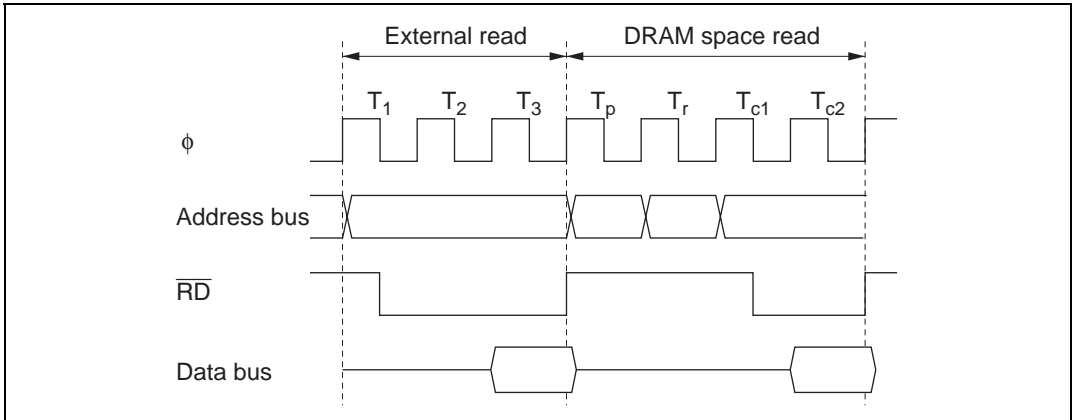 External read DRAM space read
T1 T2 T3 Tp Tr Tc1 Tc2
ϕ
Address bus
RD
Data bus